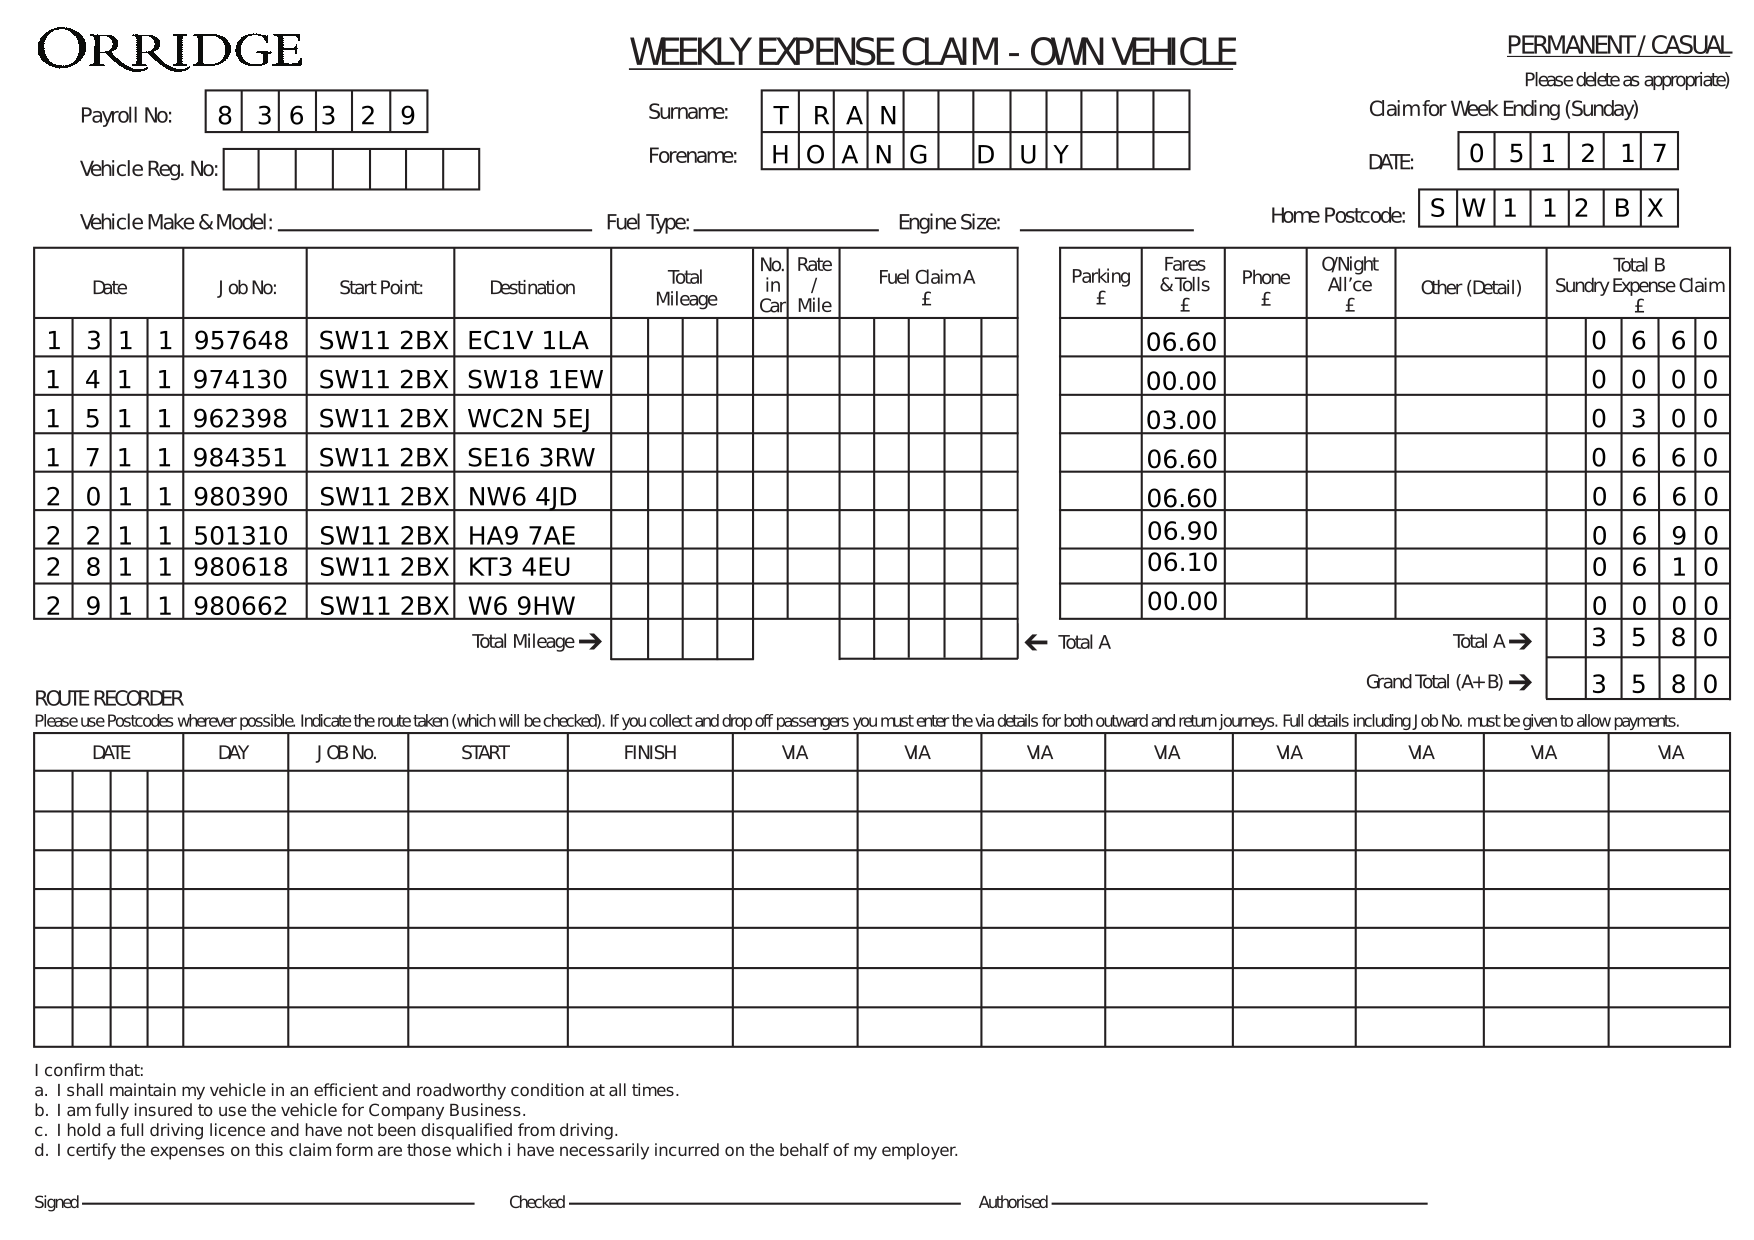 ORRIDGE
WEEKLY EXPENSE CLAIM - OWN VEHICLE
PERMANENT / CASUAL
Please delete as appropriate)
Payroll No: 8 3 6 3 2 9
Surname: T R A N
Claim for Week Ending (Sunday)
Vehicle Reg. No:
Forename: H O A N G D U Y
DATE: 0 5 1 2 1 7
Vehicle Make & Model: Fuel Type: Engine Size:
Home Postcode: S W 1 1 2 B X
Date Job No: Start Point: Destination Total Mileage No. in Car Rate / Mile Fuel Claim A £ Parking £ Fares & Tolls £ Phone £ O/Night All'ce £ Other (Detail) Total B Sundry Expense Claim £
1 3 1 1 957648 SW11 2BX EC1V 1LA 06.60 0 6 6 0
1 4 1 1 974130 SW11 2BX SW18 1EW 00.00 0 0 0 0
1 5 1 1 962398 SW11 2BX WC2N 5EJ 03.00 0 3 0 0
1 7 1 1 984351 SW11 2BX SE16 3RW 06.60 0 6 6 0
2 0 1 1 980390 SW11 2BX NW6 4JD 06.60 0 6 6 0
2 2 1 1 501310 SW11 2BX HA9 7AE 06.90 0 6 9 0
2 8 1 1 980618 SW11 2BX KT3 4EU 06.10 0 6 1 0
2 9 1 1 980662 SW11 2BX W6 9HW 00.00 0 0 0 0
Total Mileage → ← Total A Total A → 3 5 8 0
Grand Total (A+B) → 3 5 8 0
ROUTE RECORDER
Please use Postcodes wherever possible. Indicate the route taken (which will be checked). If you collect and drop off passengers you must enter the via details for both outward and return journeys. Full details including Job No. must be given to allow payments.
DATE DAY JOB No. START FINISH VIA VIA VIA VIA VIA VIA VIA VIA
I confirm that:
a. I shall maintain my vehicle in an efficient and roadworthy condition at all times.
b. I am fully insured to use the vehicle for Company Business.
c. I hold a full driving licence and have not been disqualified from driving.
d. I certify the expenses on this claim form are those which i have necessarily incurred on the behalf of my employer.
Signed Checked Authorised